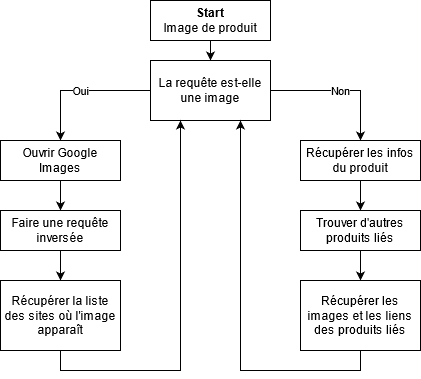 Start
Image de produit
La requête est-elle
une image
Oui
Non
Ouvrir Google
Images
Récupérer les infos
du produit
Faire une requête
inversée
Trouver d'autres
produits liés
Récupérer la liste
des sites où l'image
apparaît
Récupérer les
images et les liens
des produits liés